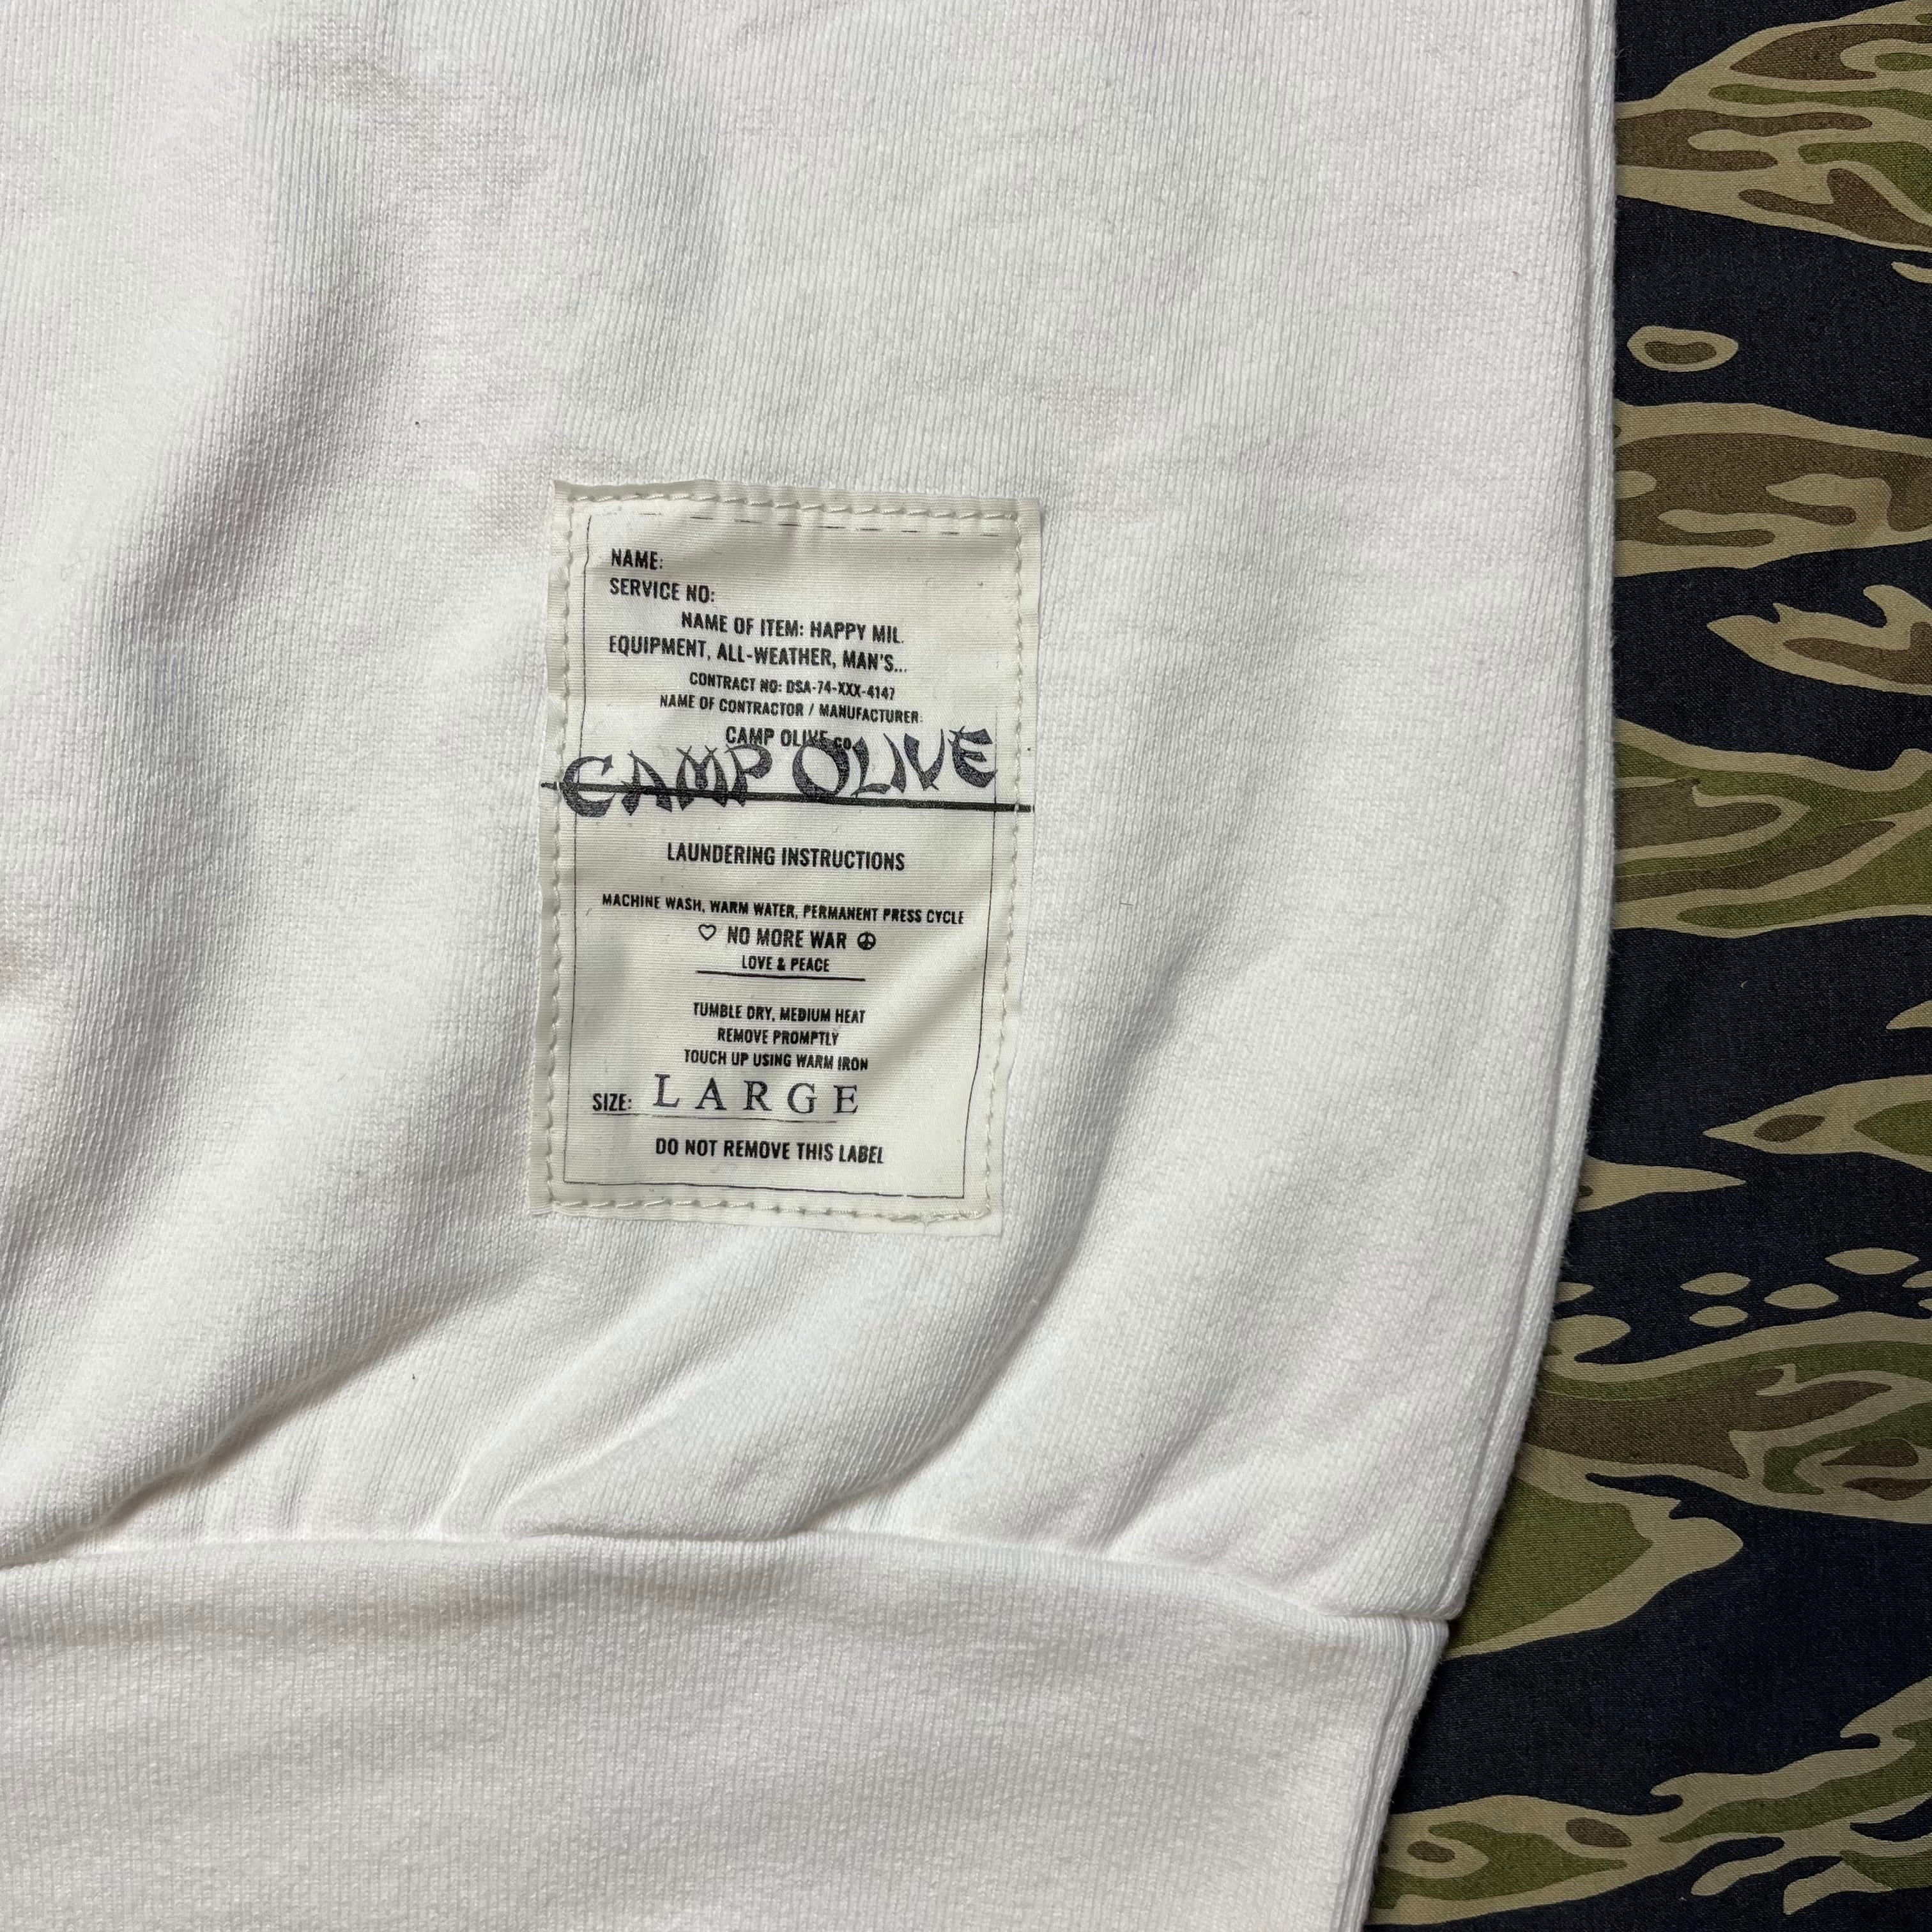 NAME:
SERVICE NO:
NAME OF ITEM: HAPPY MIL.
EQUIPMENT, ALL-WEATHER, MAN'S...
CONTRACT NO: DSA-74-XXX-4147
NAME OF CONTRACTOR / MANUFACTURER:
CAMP OLIVE CO.
CAMP OLIVE
LAUNDERING INSTRUCTIONS
MACHINE WASH, WARM WATER, PERMANENT PRESS CYCLE
♡ NO MORE WAR ☮
LOVE & PEACE
TUMBLE DRY, MEDIUM HEAT
REMOVE PROMPTLY
TOUCH UP USING WARM IRON
SIZE: LARGE
DO NOT REMOVE THIS LABEL